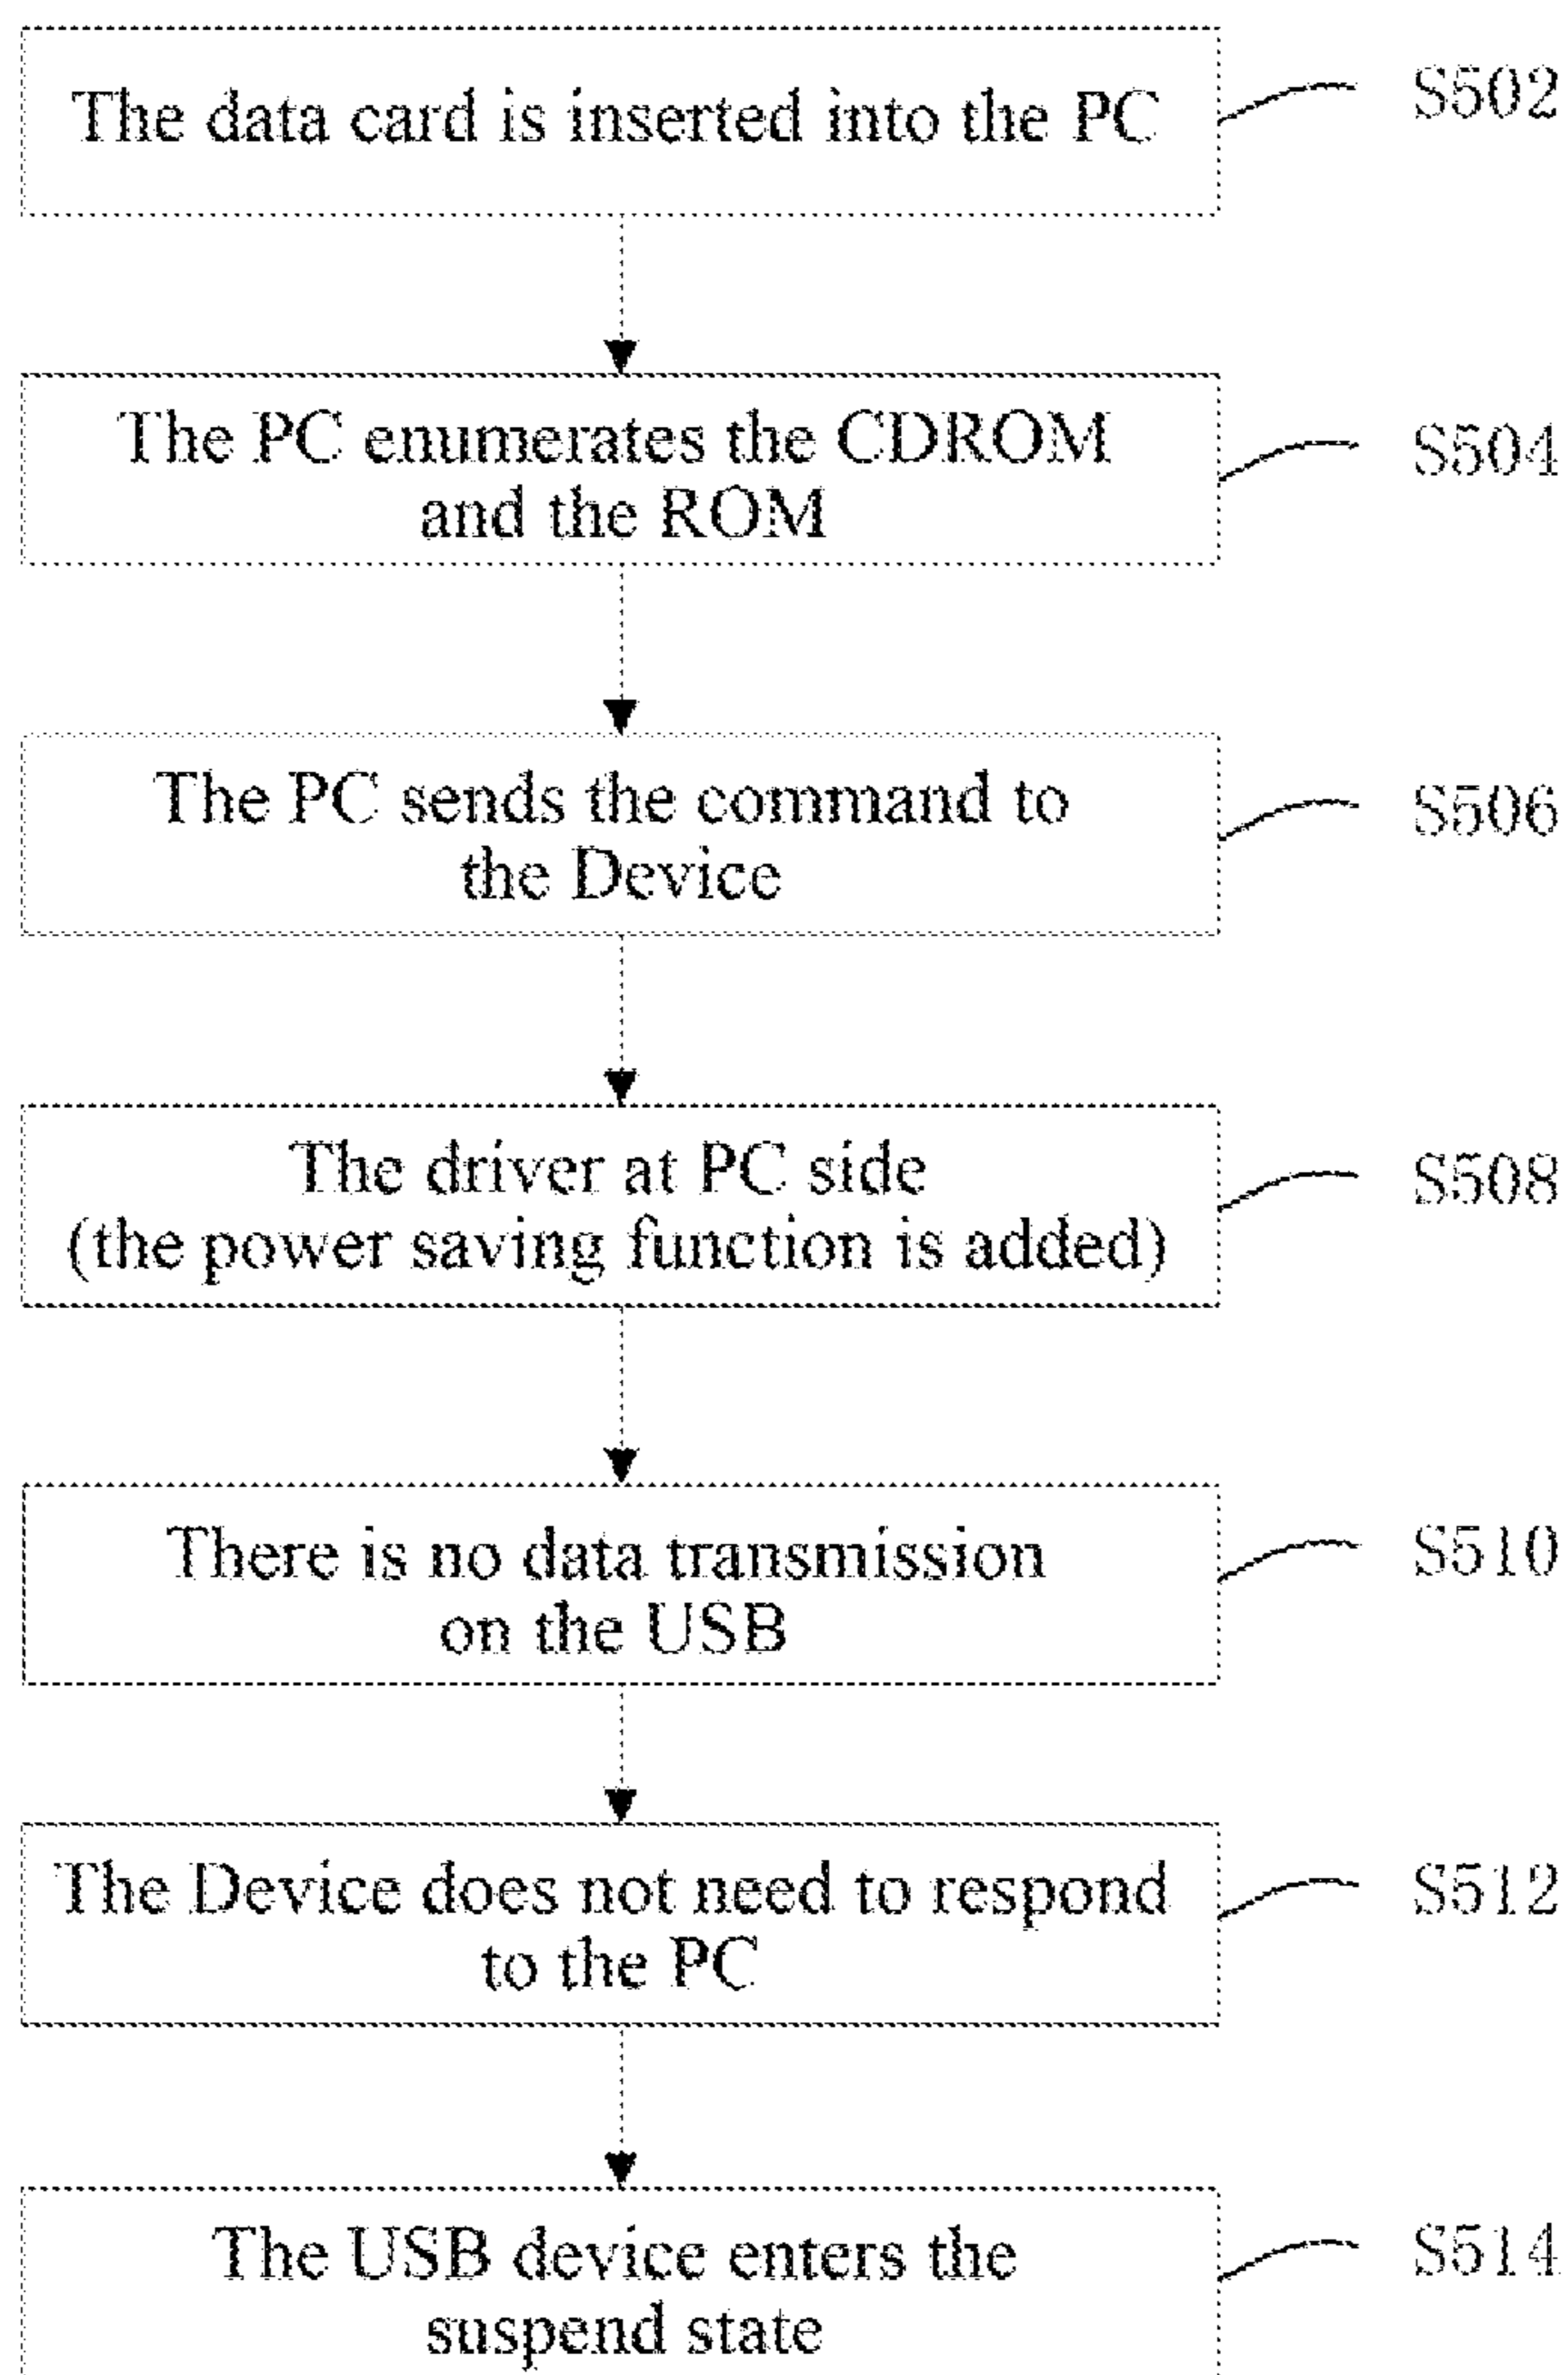 The data card is inserted into the PC
S502
The PC enumerates the CDROM
and the ROM
S504
The PC sends the command to
the Device
S506
The driver at PC side
(the power saving function is added)
S508
There is no data transmission
on the USB
S510
The Device does not need to respond
to the PC
S512
The USB device enters the
suspend state
S514